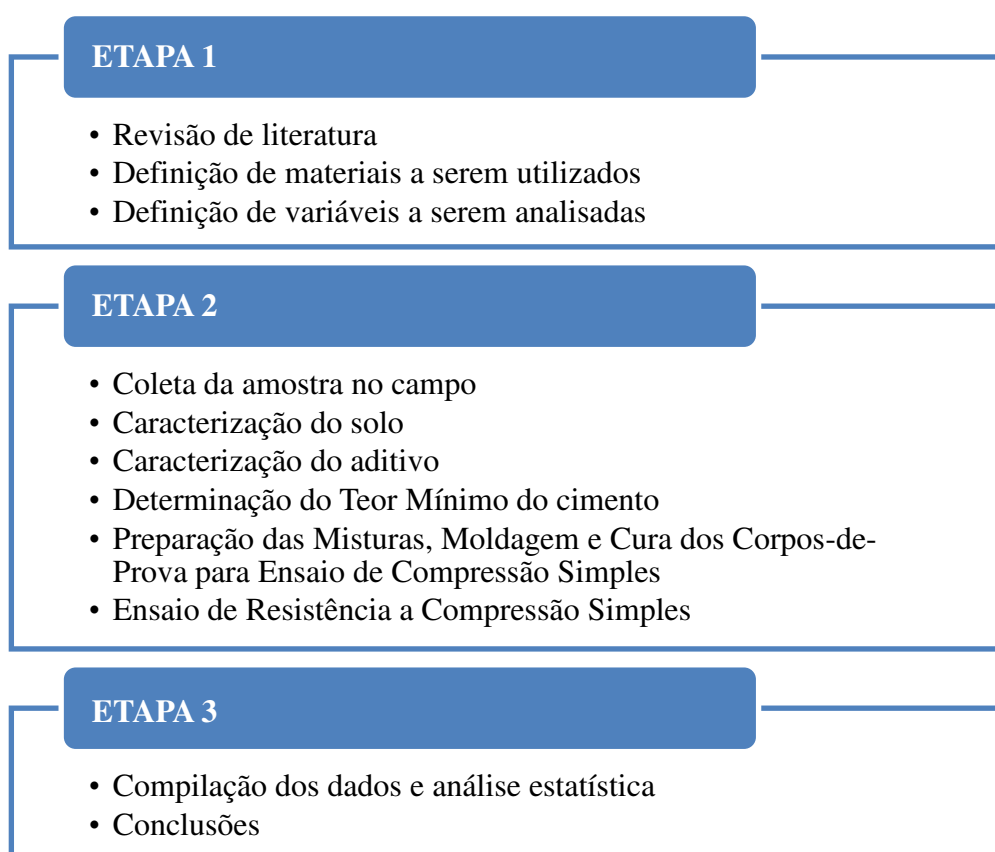 ETAPA 1
• Revisão de literatura
• Definição de materiais a serem utilizados
• Definição de variáveis a serem analisadas
ETAPA 2
• Coleta da amostra no campo
• Caracterização do solo
• Caracterização do aditivo
• Determinação do Teor Mínimo do cimento
• Preparação das Misturas, Moldagem e Cura dos Corpos-de-
Prova para Ensaio de Compressão Simples
• Ensaio de Resistência a Compressão Simples
ETAPA 3
• Compilação dos dados e análise estatística
• Conclusões